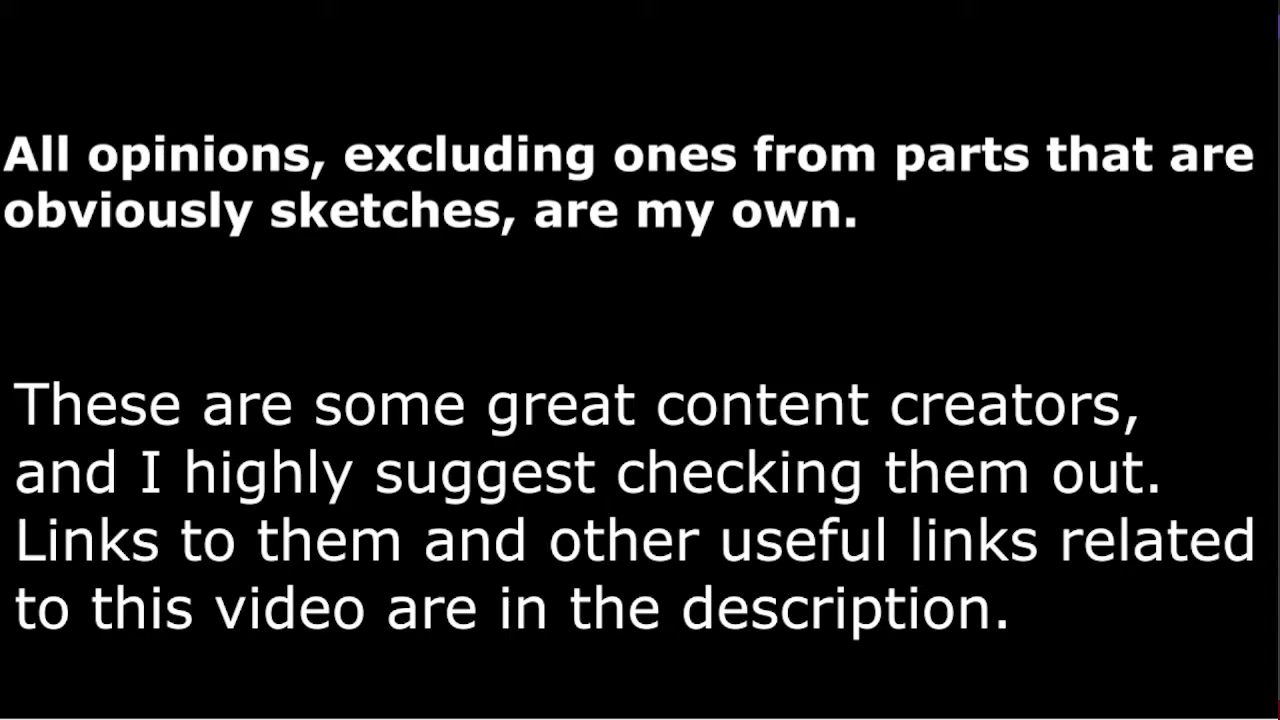 All opinions, excluding ones from parts that are
obviously sketches, are my own.
These are some great content creators,
and I highly suggest checking them out.
Links to them and other useful links related
to this video are in the description.